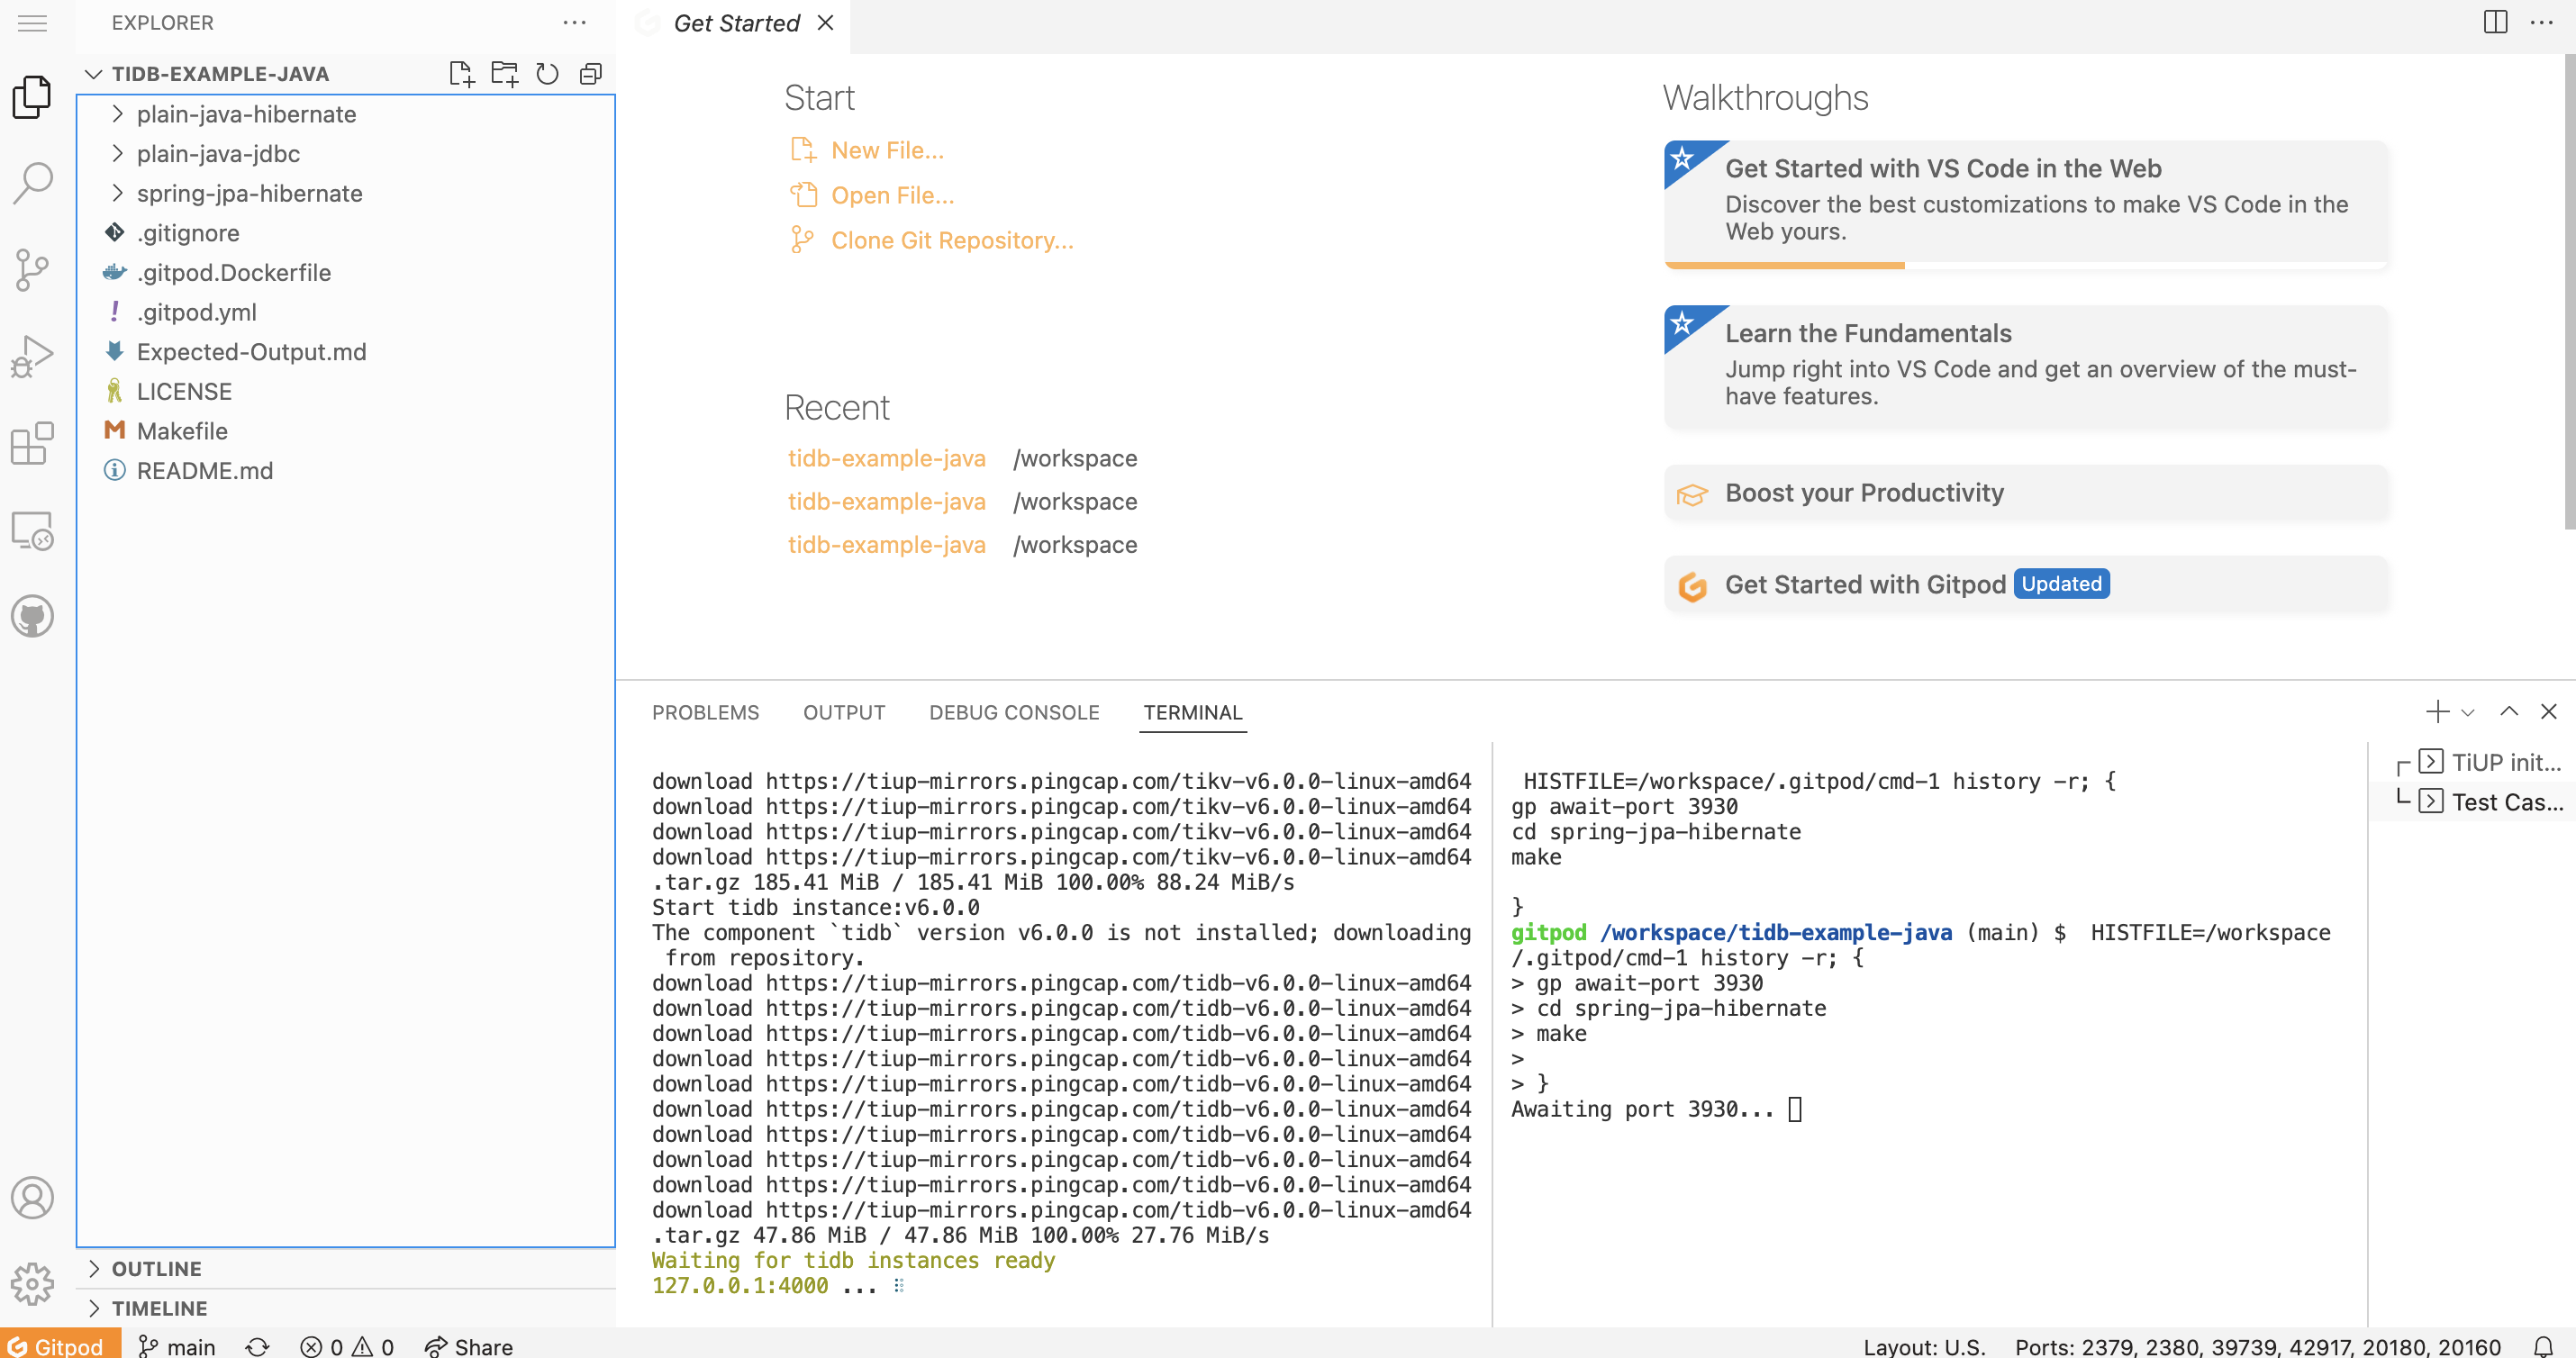 EXPLORER
TIDB-EXAMPLE-JAVA
plain-java-hibernate
plain-java-jdbc
spring-jpa-hibernate
.gitignore
.gitpod.Dockerfile
.gitpod.yml
Expected-Output.md
LICENSE
Makefile
README.md
OUTLINE
TIMELINE
Get Started
Start
New File...
Open File...
Clone Git Repository...
Recent
tidb-example-java /workspace
tidb-example-java /workspace
tidb-example-java /workspace
Walkthroughs
Get Started with VS Code in the Web
Discover the best customizations to make VS Code in the
Web yours.
Learn the Fundamentals
Jump right into VS Code and get an overview of the must-
have features.
Boost your Productivity
Get Started with Gitpod Updated
PROBLEMS OUTPUT DEBUG CONSOLE TERMINAL
download https://tiup-mirrors.pingcap.com/tikv-v6.0.0-linux-amd64
download https://tiup-mirrors.pingcap.com/tikv-v6.0.0-linux-amd64
download https://tiup-mirrors.pingcap.com/tikv-v6.0.0-linux-amd64
download https://tiup-mirrors.pingcap.com/tikv-v6.0.0-linux-amd64
.tar.gz 185.41 MiB / 185.41 MiB 100.00% 88.24 MiB/s
Start tidb instance:v6.0.0
The component `tidb` version v6.0.0 is not installed; downloading
from repository.
download https://tiup-mirrors.pingcap.com/tidb-v6.0.0-linux-amd64
download https://tiup-mirrors.pingcap.com/tidb-v6.0.0-linux-amd64
download https://tiup-mirrors.pingcap.com/tidb-v6.0.0-linux-amd64
download https://tiup-mirrors.pingcap.com/tidb-v6.0.0-linux-amd64
download https://tiup-mirrors.pingcap.com/tidb-v6.0.0-linux-amd64
download https://tiup-mirrors.pingcap.com/tidb-v6.0.0-linux-amd64
download https://tiup-mirrors.pingcap.com/tidb-v6.0.0-linux-amd64
download https://tiup-mirrors.pingcap.com/tidb-v6.0.0-linux-amd64
download https://tiup-mirrors.pingcap.com/tidb-v6.0.0-linux-amd64
download https://tiup-mirrors.pingcap.com/tidb-v6.0.0-linux-amd64
.tar.gz 47.86 MiB / 47.86 MiB 100.00% 27.76 MiB/s
Waiting for tidb instances ready
127.0.0.1:4000 ...
HISTFILE=/workspace/.gitpod/cmd-1 history -r; {
gp await-port 3930
cd spring-jpa-hibernate
make
}
gitpod /workspace/tidb-example-java (main) $ HISTFILE=/workspace
/.gitpod/cmd-1 history -r; {
> gp await-port 3930
> cd spring-jpa-hibernate
> make
>
> }
Awaiting port 3930...
TiUP init...
Test Cas...
Gitpod main 0 0 Share
Layout: U.S. Ports: 2379, 2380, 39739, 42917, 20180, 20160